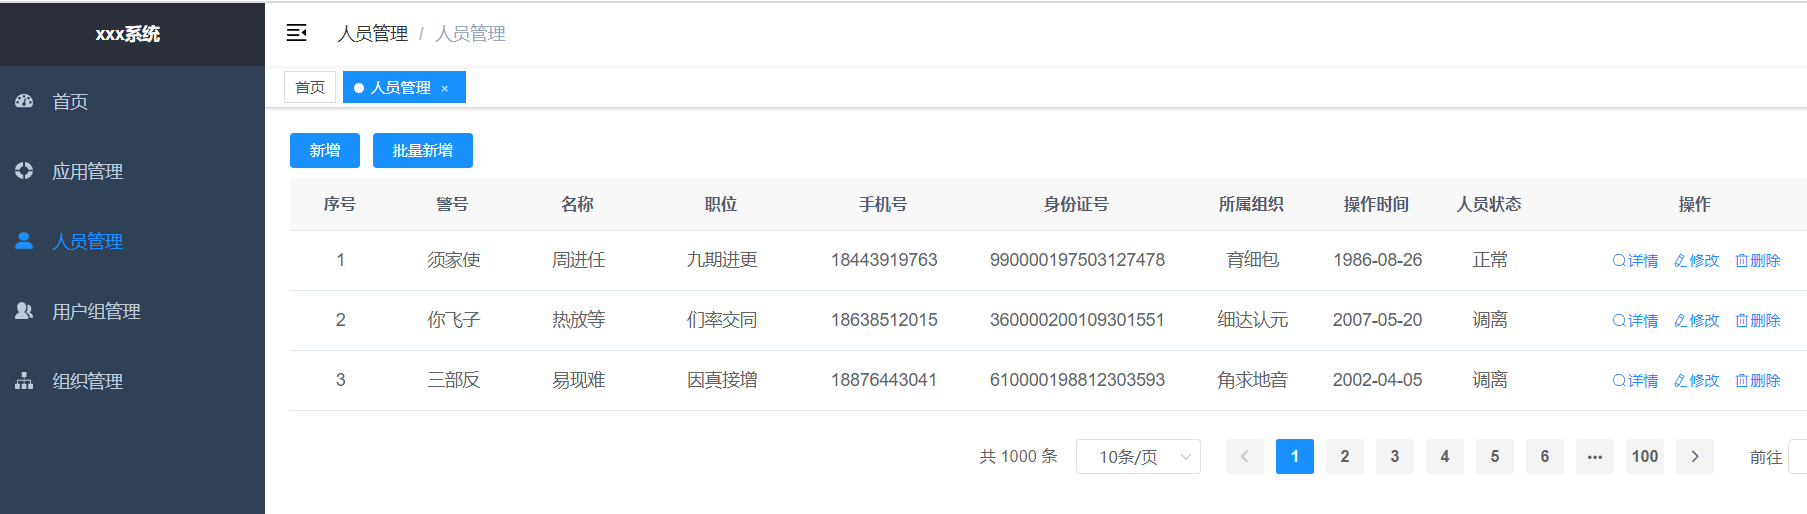 xxx系统
首页
应用管理
人员管理
用户组管理
组织管理
人员管理 / 人员管理
首页 人员管理 ×
新增 批量新增
序号 警号 名称 职位 手机号 身份证号 所属组织 操作时间 人员状态 操作
1 须家使 周进任 九期进更 18443919763 990000197503127478 育细包 1986-08-26 正常 详情 修改 删除
2 你飞子 热放等 们率交同 18638512015 360000200109301551 细达认元 2007-05-20 调离 详情 修改 删除
3 三部反 易现难 因真接增 18876443041 610000198812303593 角求地音 2002-04-05 调离 详情 修改 删除
共 1000 条 10条/页 1 2 3 4 5 6 ••• 100 前往